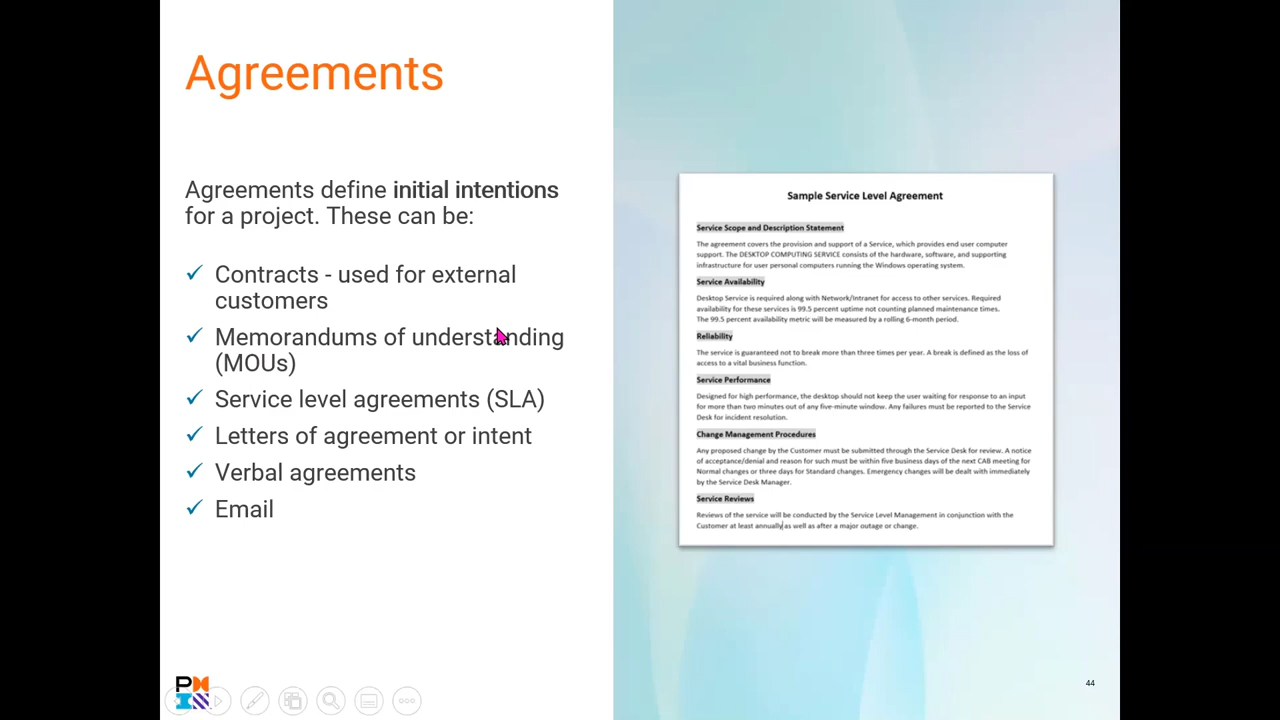 Agreements
Agreements define initial intentions
for a project. These can be:
✓ Contracts - used for external
customers
✓ Memorandums of understanding
(MOUs)
✓ Service level agreements (SLA)
✓ Letters of agreement or intent
✓ Verbal agreements
✓ Email
Sample Service Level Agreement
Service Scope and Description Statement
The agreement covers the provision and support of a Service, which provides end user computer
support. The DESKTOP COMPUTING SERVICE consists of the hardware, software, and supporting
infrastructure for user personal computers running the Windows operating system.
Service Availability
Desktop Service is required along with Network/Intranet for access to other services. Required
availability for these services is 99.5 percent uptime not counting planned maintenance times.
The 99.5 percent availability metric will be measured by a rolling 6-month period.
Reliability
The service is guaranteed not to break more than three times per year. A break is defined as the loss of
access to a vital business function.
Service Performance
Designed for high performance, the desktop should not keep the user waiting for response to an input
for more than two minutes out of any five-minute window. Any failures must be reported to the Service
Desk for incident resolution.
Change Management Procedures
Any proposed change by the Customer must be submitted through the Service Desk for review. A notice
of acceptance/denial and reason for such must be within five business days of the next CAB meeting for
Normal changes or three days for Standard changes. Emergency changes will be dealt with immediately
by the Service Desk Manager.
Service Reviews
Reviews of the service will be conducted by the Service Level Management in conjunction with the
Customer at least annually as well as after a major outage or change.
44